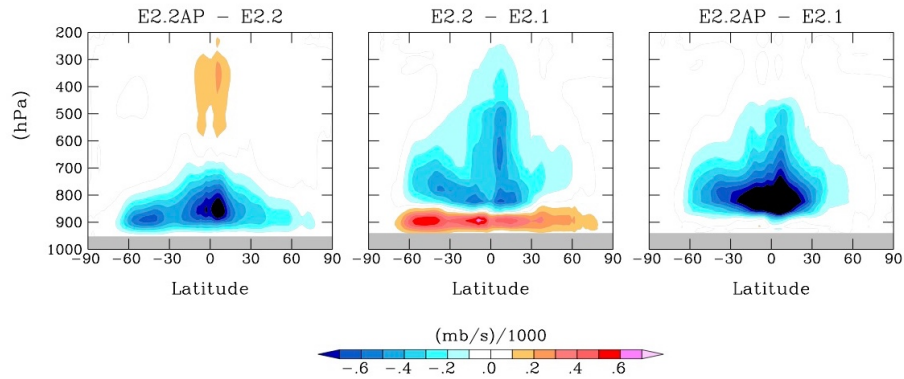 E2.2AP − E2.2
E2.2 − E2.1
E2.2AP − E2.1
(hPa)
200
300
400
500
600
700
800
900
1000
-90 -60 -30 0 30 60 90
-90 -60 -30 0 30 60 90
-90 -60 -30 0 30 60 90
Latitude
Latitude
Latitude
(mb/s)/1000
-.6 -.4 -.2 .0 .2 .4 .6